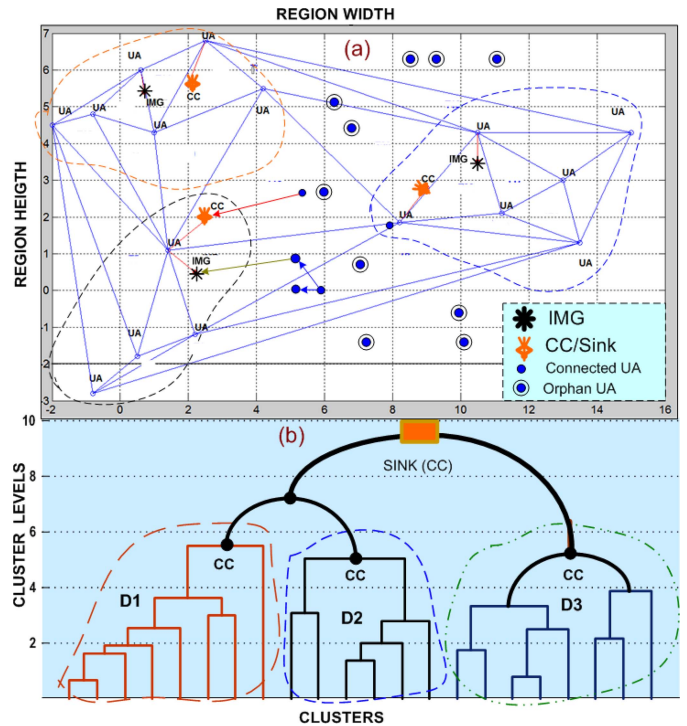 REGION WIDTH
(a)
7
6
5
4
3
2
1
0
-1
-2
-3
REGION HEIGTH
-2
0
2
4
6
8
10
12
14
16
UA
UA
IMG
CC
UA
UA
UA
UA
UA
UA
UA
IMG
CC
UA
UA
UA
UA
CC
UA
IMG
UA
UA
UA
IMG
CC/Sink
Connected UA
Orphan UA
(b)
10
8
6
4
2
CLUSTER LEVELS
SINK (CC)
CC
CC
CC
D1
D2
D3
CLUSTERS